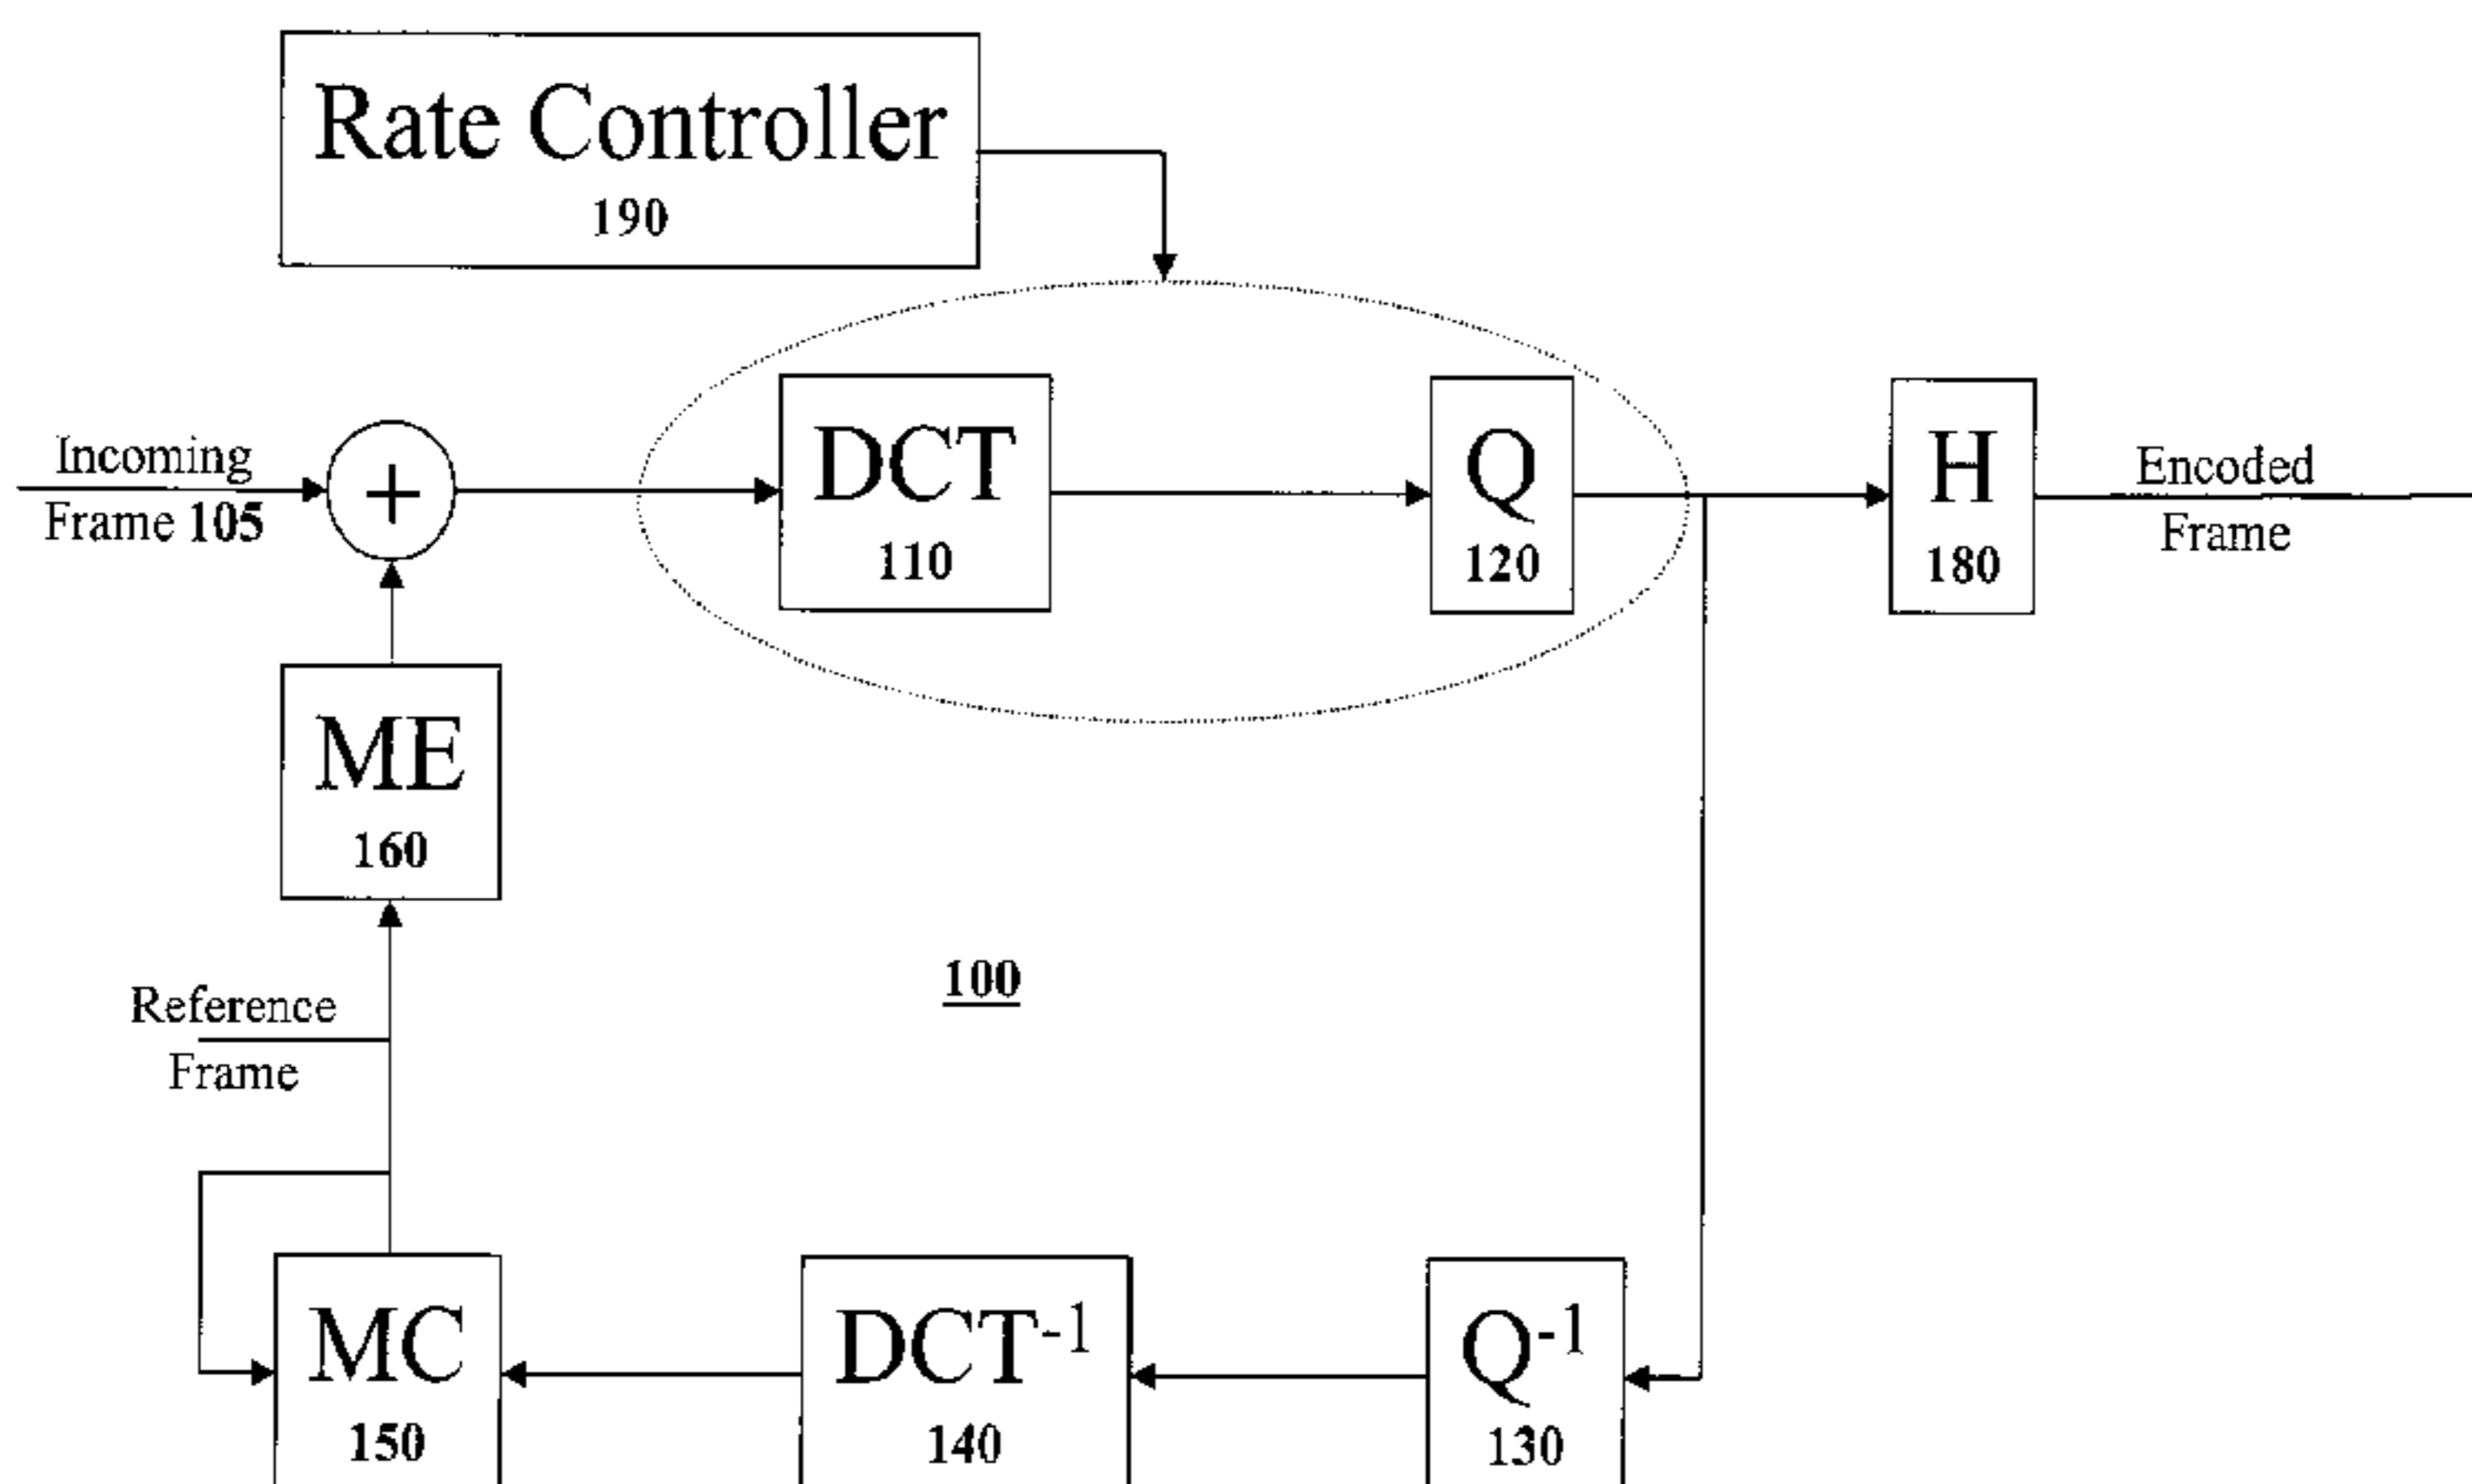 Rate Controller
190
Incoming
Frame 105
+
DCT
110
Q
120
H
180
Encoded
Frame
ME
160
100
Reference
Frame
MC
150
DCT-1
140
Q-1
130